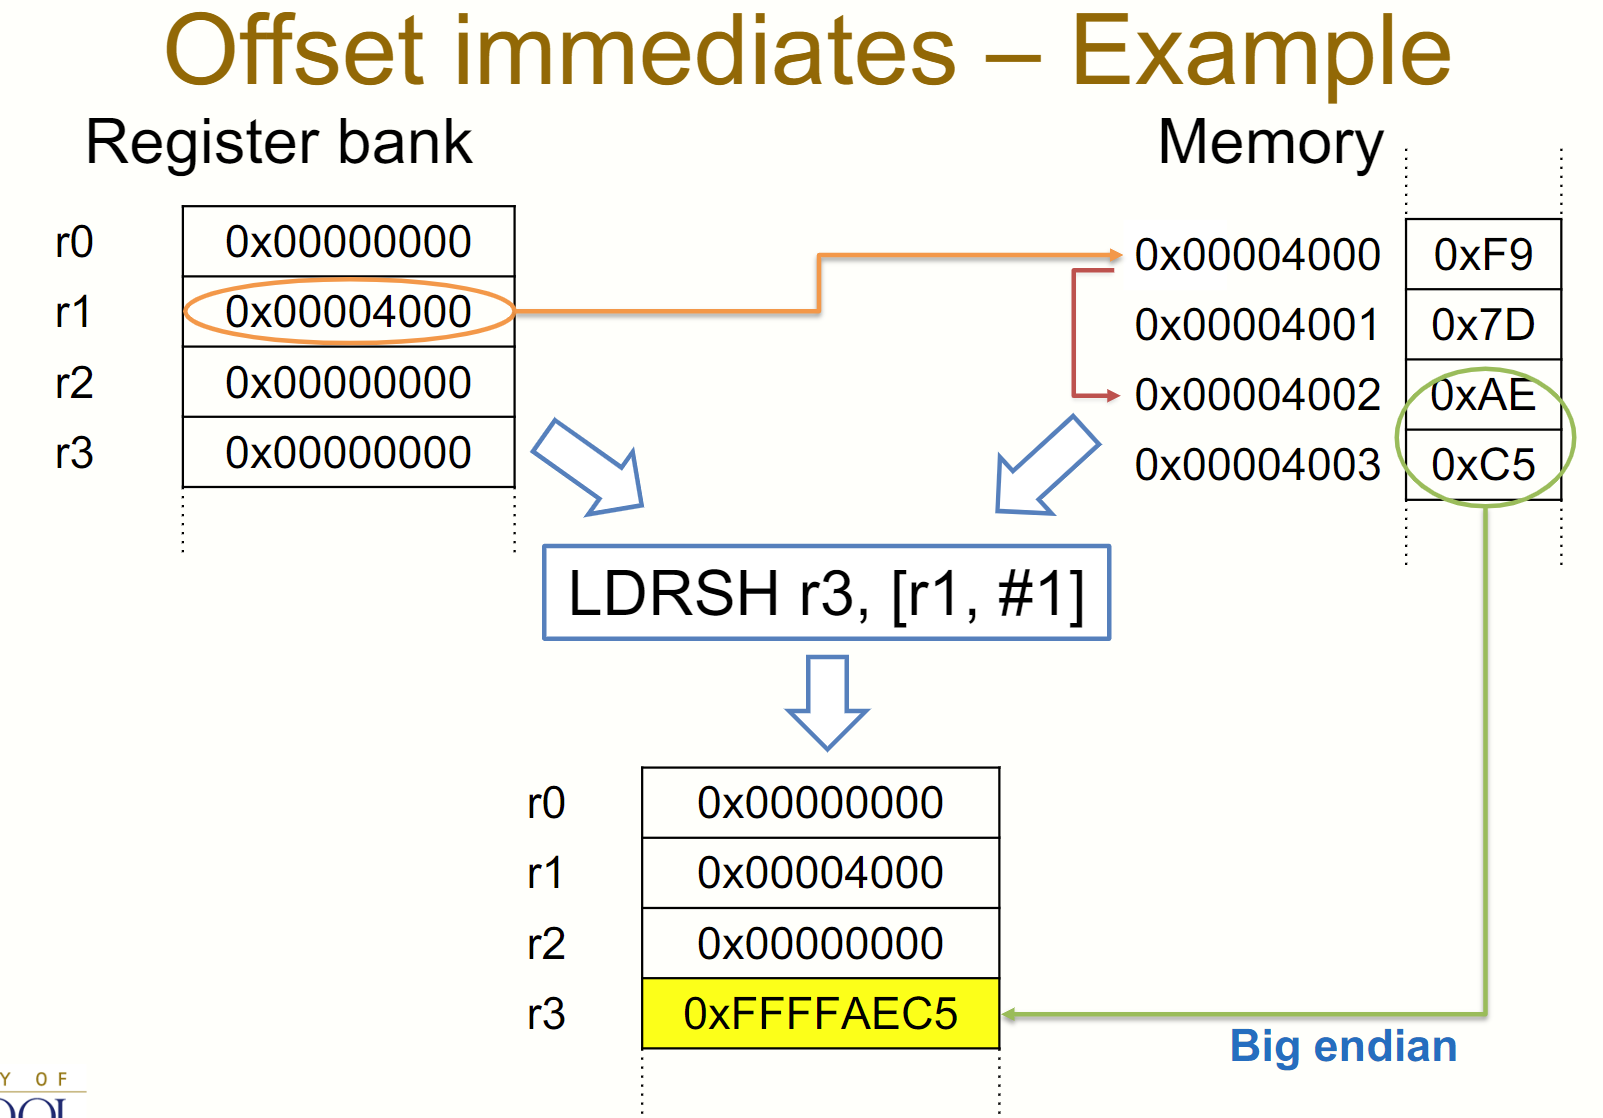 Offset immediates – Example
Register bank
Memory
r0 0x00000000
r1 0x00004000
r2 0x00000000
r3 0x00000000
0x00004000 0xF9
0x00004001 0x7D
0x00004002 0xAE
0x00004003 0xC5
LDRSH r3, [r1, #1]
r0 0x00000000
r1 0x00004000
r2 0x00000000
r3 0xFFFFAEC5
Big endian
Y OF